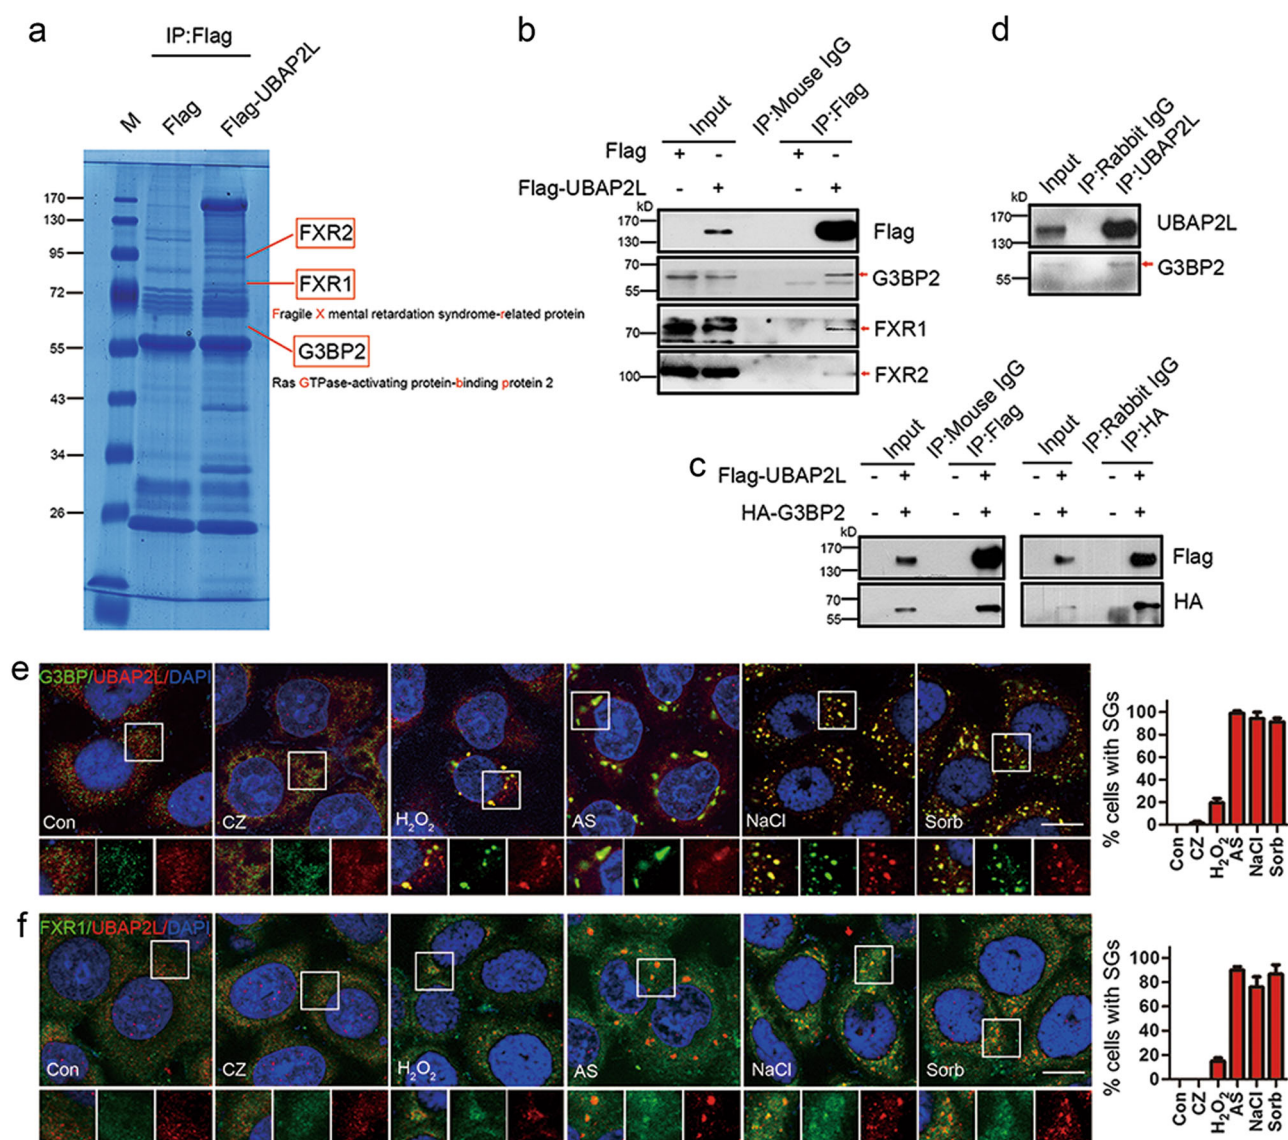 a
IP:Flag
M
Flag
Flag-UBAP2L
170
130
95
72
55
43
34
26
FXR2
FXR1
Fragile X mental retardation syndrome-related protein
G3BP2
Ras GTPase-activating protein-binding protein 2
b
Input
IP:Mouse IgG
IP:Flag
Flag + - - +
Flag-UBAP2L - + - +
kD
170
130
Flag
70
55
G3BP2
70
FXR1
100
FXR2
d
Input
IP:Rabbit IgG
IP:UBAP2L
kD
170
130
UBAP2L
55
G3BP2
c
Input
IP:Mouse IgG
IP:Flag
Input
IP:Rabbit IgG
IP:HA
Flag-UBAP2L - + - + - + - +
HA-G3BP2 - + - + - + - +
kD
170
130
Flag
70
55
HA
e
G3BP/UBAP2L/DAPI
Con
CZ
H2O2
AS
NaCl
Sorb
% cells with SGs
100
80
60
40
20
0
Con
CZ
H2O2
AS
NaCl
Sorb
f
FXR1/UBAP2L/DAPI
Con
CZ
H2O2
AS
NaCl
Sorb
% cells with SGs
100
80
60
40
20
0
Con
CZ
H2O2
AS
NaCl
Sorb